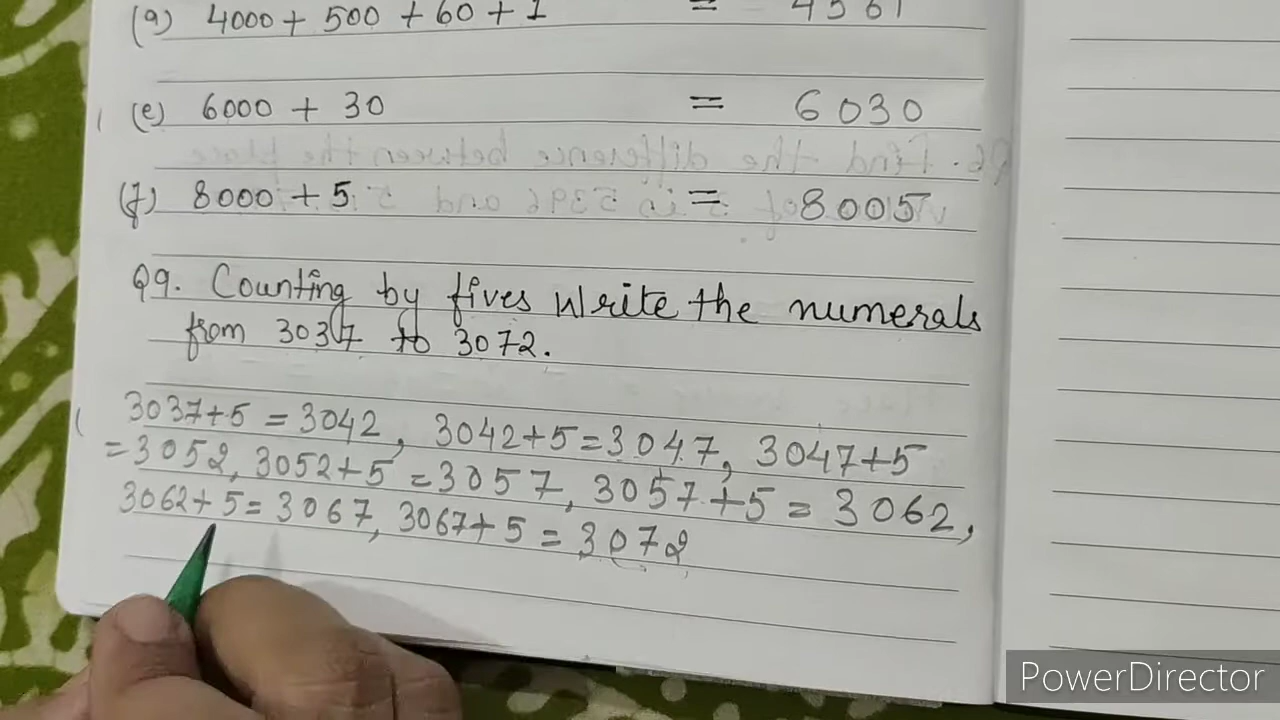 (a) 4000 + 500 + 60 + 1 = 4561
(e) 6000 + 30 = 6030
(f) 8000 + 5 = 8005
Q9. Counting by fives Write the numerals
from 3037 to 3072.
3037+5 = 3042, 3042+5=3047, 3047+5
=3052, 3052+5 =3057, 3057+5 = 3062,
3062+5= 3067, 3067+5 = 3072
PowerDirector